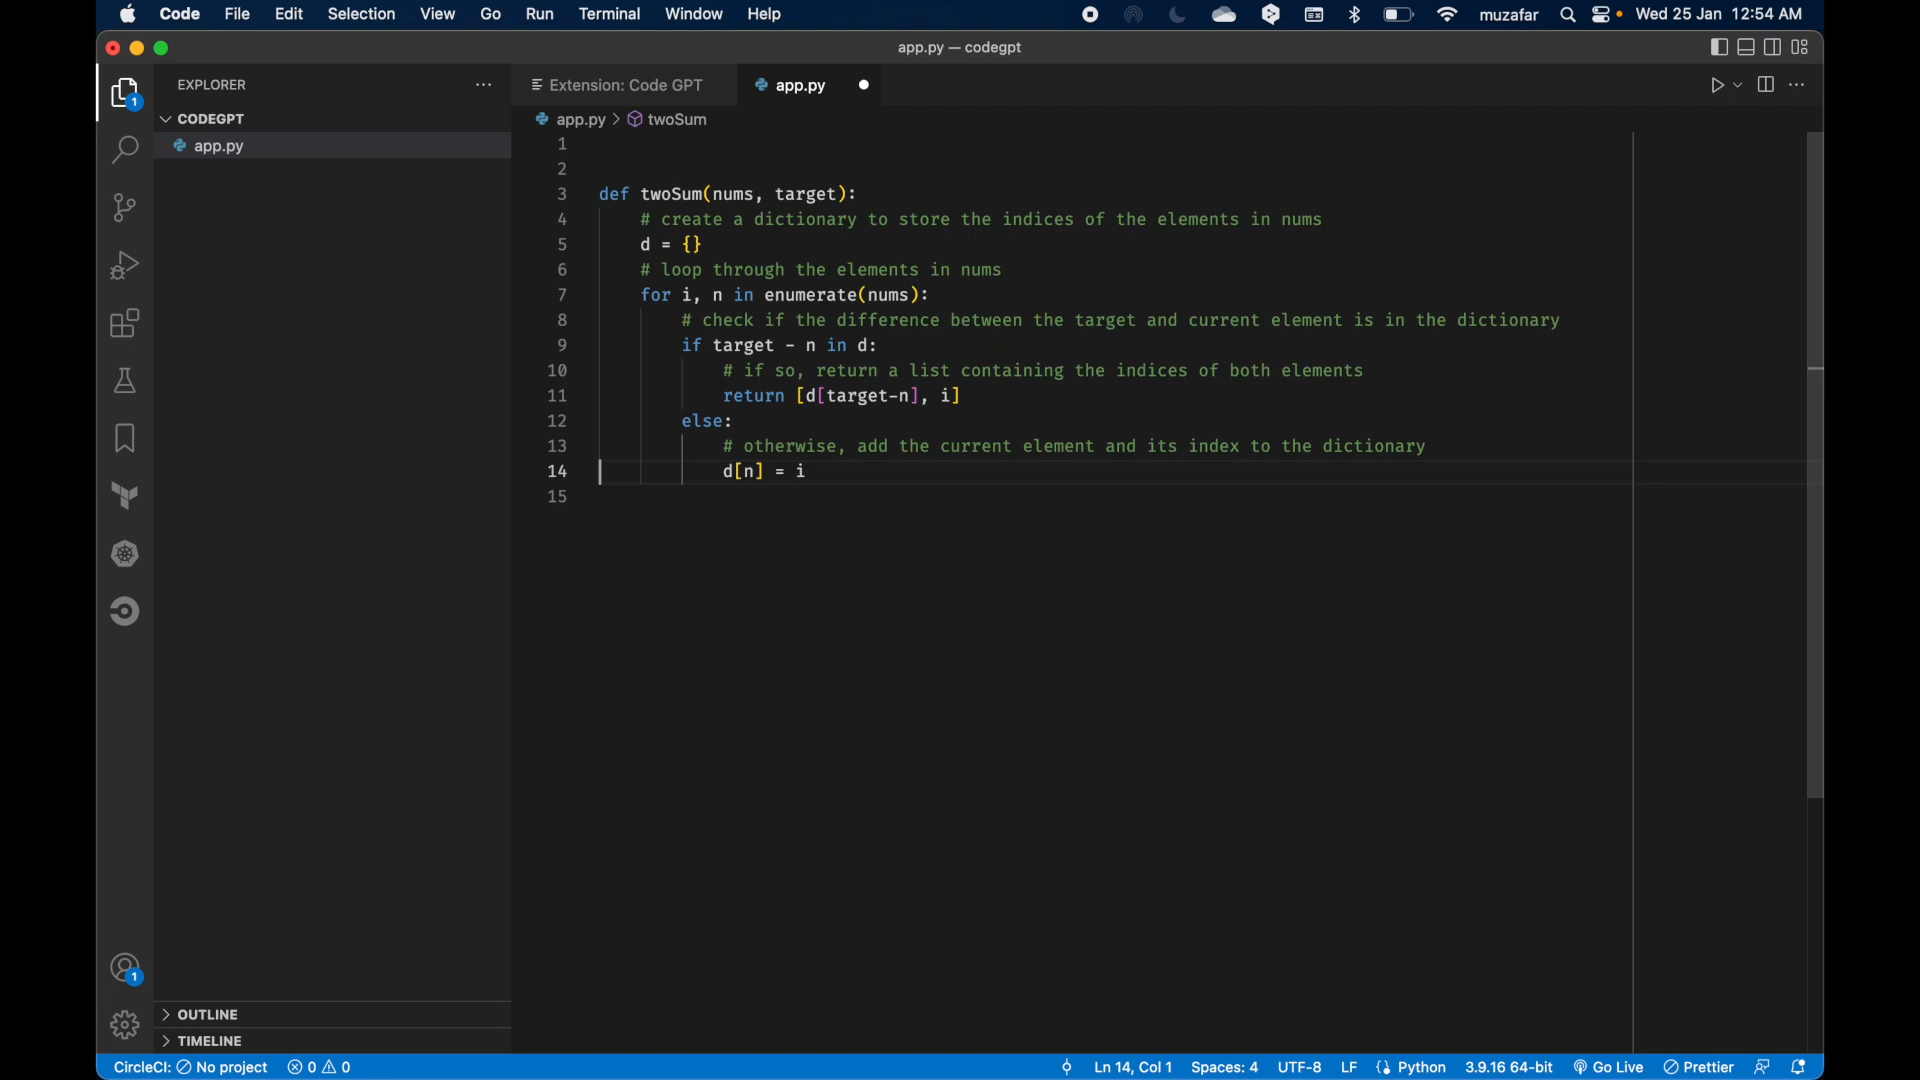 Code File Edit Selection View Go Run Terminal Window Help muzafar Wed 25 Jan 12:54 AM
app.py — codegpt
EXPLORER
Extension: Code GPT
app.py
CODEGPT
app.py > twoSum
app.py
1
2
3 def twoSum(nums, target):
4 # create a dictionary to store the indices of the elements in nums
5 d = {}
6 # loop through the elements in nums
7 for i, n in enumerate(nums):
8 # check if the difference between the target and current element is in the dictionary
9 if target - n in d:
10 # if so, return a list containing the indices of both elements
11 return [d[target-n], i]
12 else:
13 # otherwise, add the current element and its index to the dictionary
14 d[n] = i
15
1
1
OUTLINE
TIMELINE
CircleCI: No project 0 0 Ln 14, Col 1 Spaces: 4 UTF-8 LF Python 3.9.16 64-bit Go Live Prettier